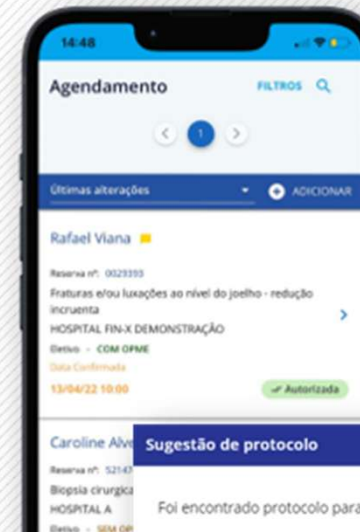 14:48
Agendamento FILTROS
1
Últimas alterações ADICIONAR
Rafael Viana
Reserva nº: 0029393
Fraturas e/ou luxações ao nível do joelho - redução
incruenta
HOSPITAL FIN-X DEMONSTRAÇÃO
Eletivo - COM OPME
Data Confirmada
13/04/22 10:00 Autorizada
Caroline Alve
Sugestão de protocolo
Reserva nº: 52147
Biopsia cirurgica
HOSPITAL A
Foi encontrado protocolo para
Eletivo - SEM OP